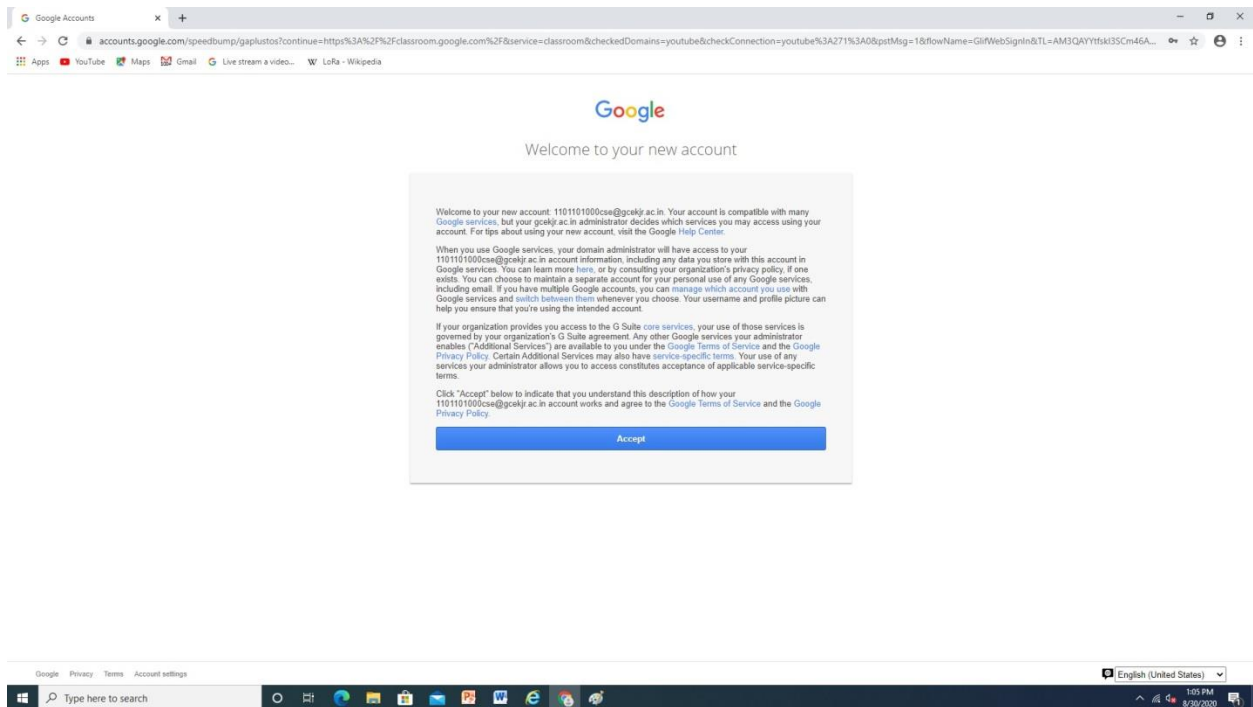 Google Accounts
accounts.google.com/speedbump/gaplustos?continue=https%3A%2F%2Fclassroom.google.com%2F&service=classroom&checkedDomains=youtube&checkConnection=youtube%3A271%3A0&pstMsg=1&flowName=GlifWebSignIn&TL=AM3QAYYtfskI3SCm46A...
Apps YouTube Maps Gmail Live stream a video... LoRa - Wikipedia
Google
Welcome to your new account
Welcome to your new account: 1101101000cse@gcekjr.ac.in. Your account is compatible with many
Google services, but your gcekjr.ac.in administrator decides which services you may access using your
account. For tips about using your new account, visit the Google Help Center.
When you use Google services, your domain administrator will have access to your
1101101000cse@gcekjr.ac.in account information, including any data you store with this account in
Google services. You can learn more here, or by consulting your organization's privacy policy, if one
exists. You can choose to maintain a separate account for your personal use of any Google services,
including email. If you have multiple Google accounts, you can manage which account you use with
Google services and switch between them whenever you choose. Your username and profile picture can
help you ensure that you're using the intended account.
If your organization provides you access to the G Suite core services, your use of those services is
governed by your organization's G Suite agreement. Any other Google services your administrator
enables ("Additional Services") are available to you under the Google Terms of Service and the Google
Privacy Policy. Certain Additional Services may also have service-specific terms. Your use of any
services your administrator allows you to access constitutes acceptance of applicable service-specific
terms.
Click "Accept" below to indicate that you understand this description of how your
1101101000cse@gcekjr.ac.in account works and agree to the Google Terms of Service and the Google
Privacy Policy.
Accept
Google Privacy Terms Account settings
English (United States)
Type here to search
1:05 PM
8/30/2020